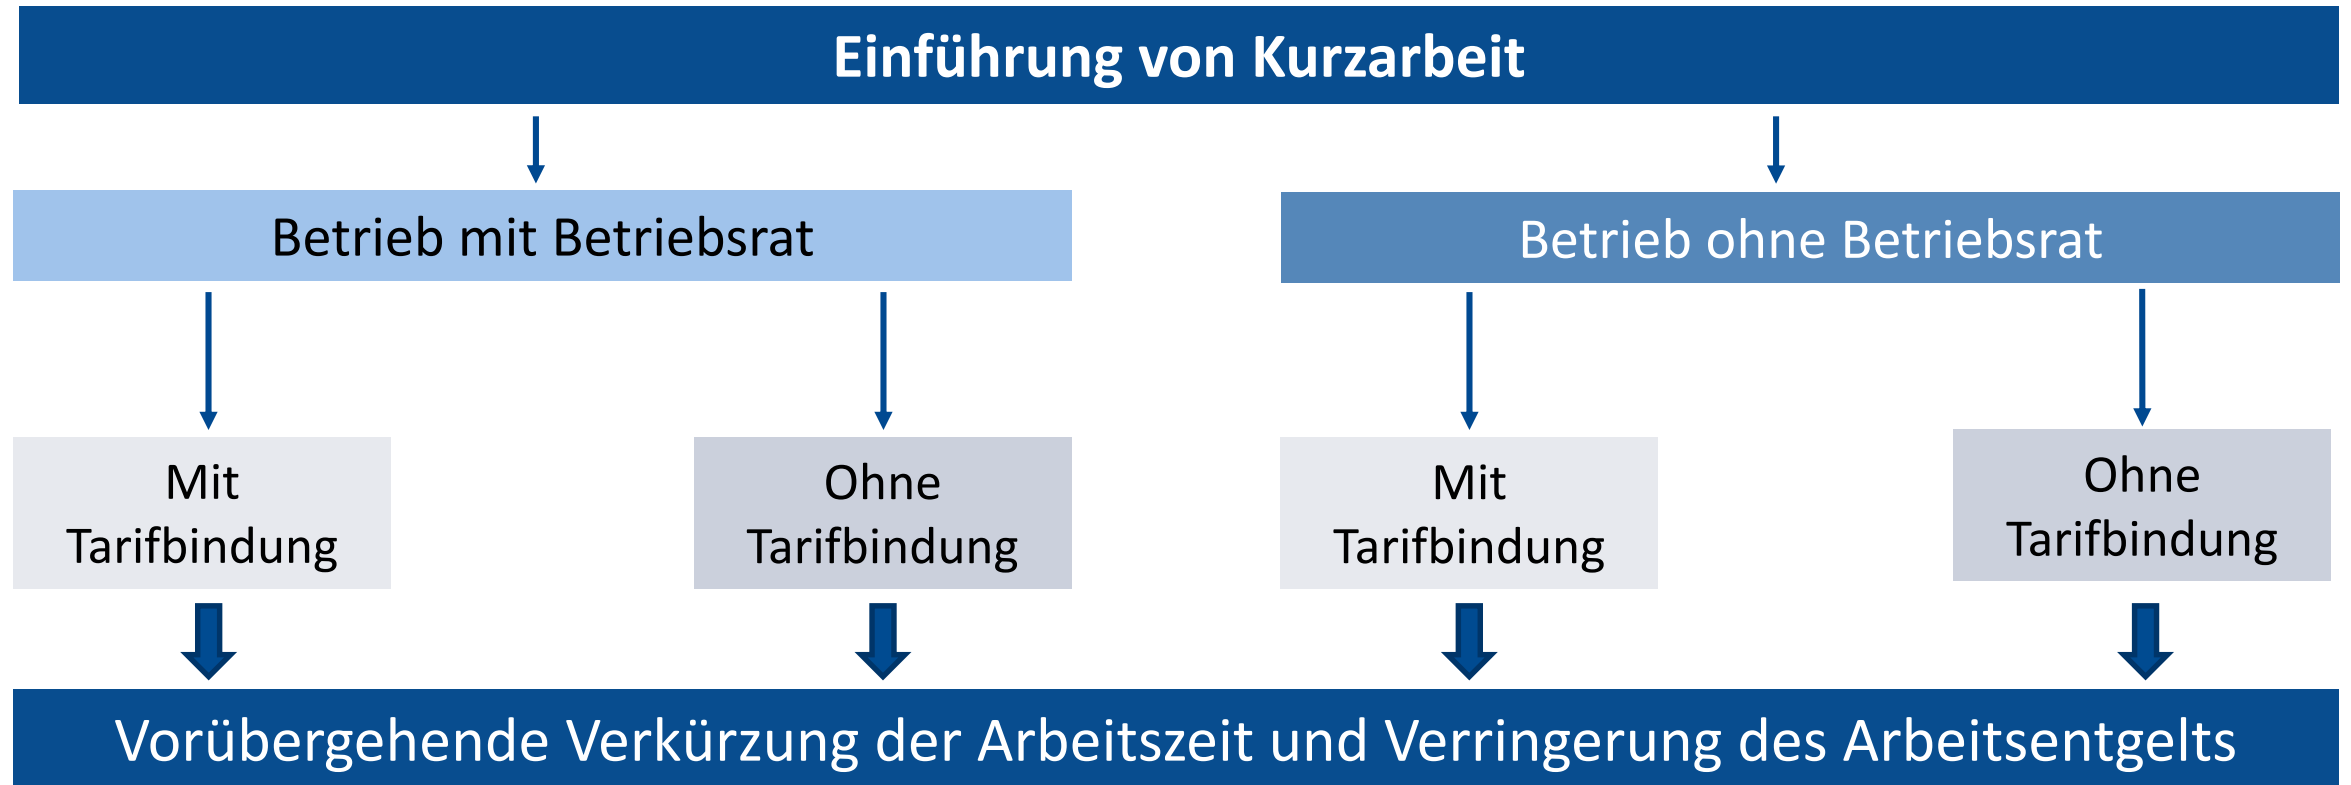 Einführung von Kurzarbeit
Betrieb mit Betriebsrat
Betrieb ohne Betriebsrat
Mit
Tarifbindung
Ohne
Tarifbindung
Mit
Tarifbindung
Ohne
Tarifbindung
Vorübergehende Verkürzung der Arbeitszeit und Verringerung des Arbeitsentgelts